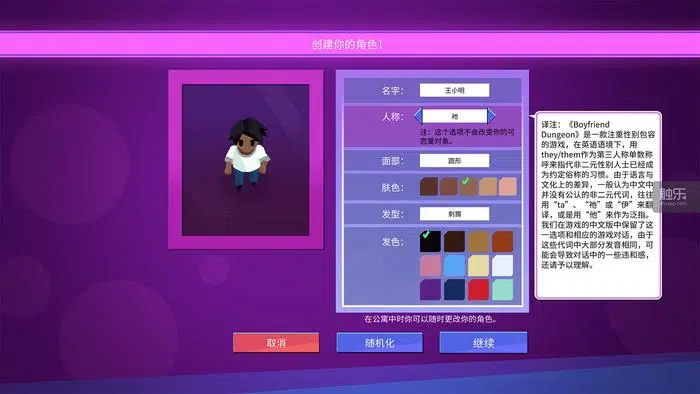 创建你的角色!
名字：
王小明
人称：
祂
注：这个选项不会改变你的可
恋爱对象。
面部：
圆形
肤色：
发型：
刺猬
发色：
在公寓中时你可以随时更改你的角色。
取消
随机化
继续
译注：《Boyfriend
Dungeon》是一款注重性别包容
的游戏，在英语语境下，用
they/them作为第三人称单数称
呼来指代非二元性别人士已经成
为约定俗称的习惯。由于语言与
文化上的差异，一般认为中文中
并没有公认的非二元代词，往往
用“ta”、“祂”或“伊”来翻
译，或是用“他”来作为泛指。
我们在游戏的中文版中保留了这
一选项和相应的游戏对话，由于
这些代词中大部分发音相同，可
能会导致对话中的一些违和感，
还请予以理解。
触乐